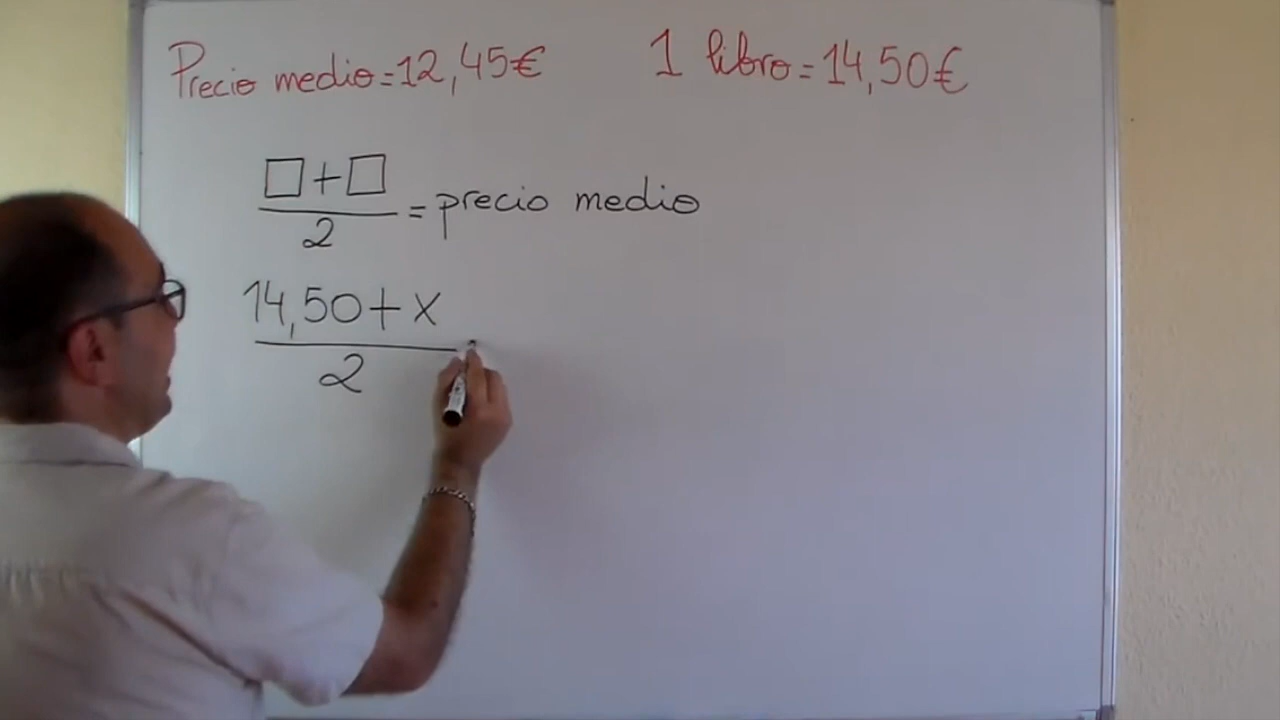 Precio medio=12,45€
1 libro=14,50€
□+□
2
=precio medio
14,50+x
2